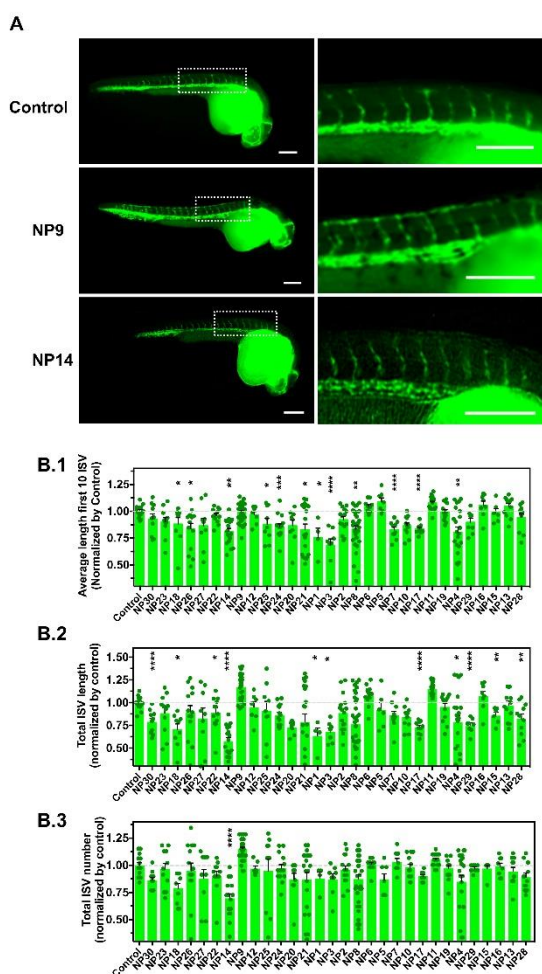 A
Control
NP9
NP14
B.1
Average length first 10 ISV
(Normalized by Control)
1.25
1.00
0.75
0.50
* * ** * *** * * **** ** **** **** **
Control NP30 NP23 NP18 NP26 NP27 NP22 NP14 NP9 NP12 NP25 NP24 NP20 NP21 NP1 NP3 NP2 NP8 NP6 NP5 NP7 NP10 NP17 NP11 NP19 NP4 NP29 NP16 NP15 NP13 NP28
B.2
Total ISV length
(normalized by control)
1.50
1.25
1.00
0.75
0.50
**** * * **** * * **** * **** ** **
Control NP30 NP23 NP18 NP26 NP27 NP22 NP14 NP9 NP12 NP25 NP24 NP20 NP21 NP1 NP3 NP2 NP8 NP6 NP5 NP7 NP10 NP17 NP11 NP19 NP4 NP29 NP16 NP15 NP13 NP28
B.3
Total ISV number
(normalized by control)
1.25
1.00
0.75
0.50
****
Control NP30 NP23 NP18 NP26 NP27 NP22 NP14 NP9 NP12 NP25 NP24 NP20 NP21 NP1 NP3 NP2 NP8 NP6 NP5 NP7 NP10 NP17 NP11 NP19 NP4 NP29 NP15 NP16 NP13 NP28